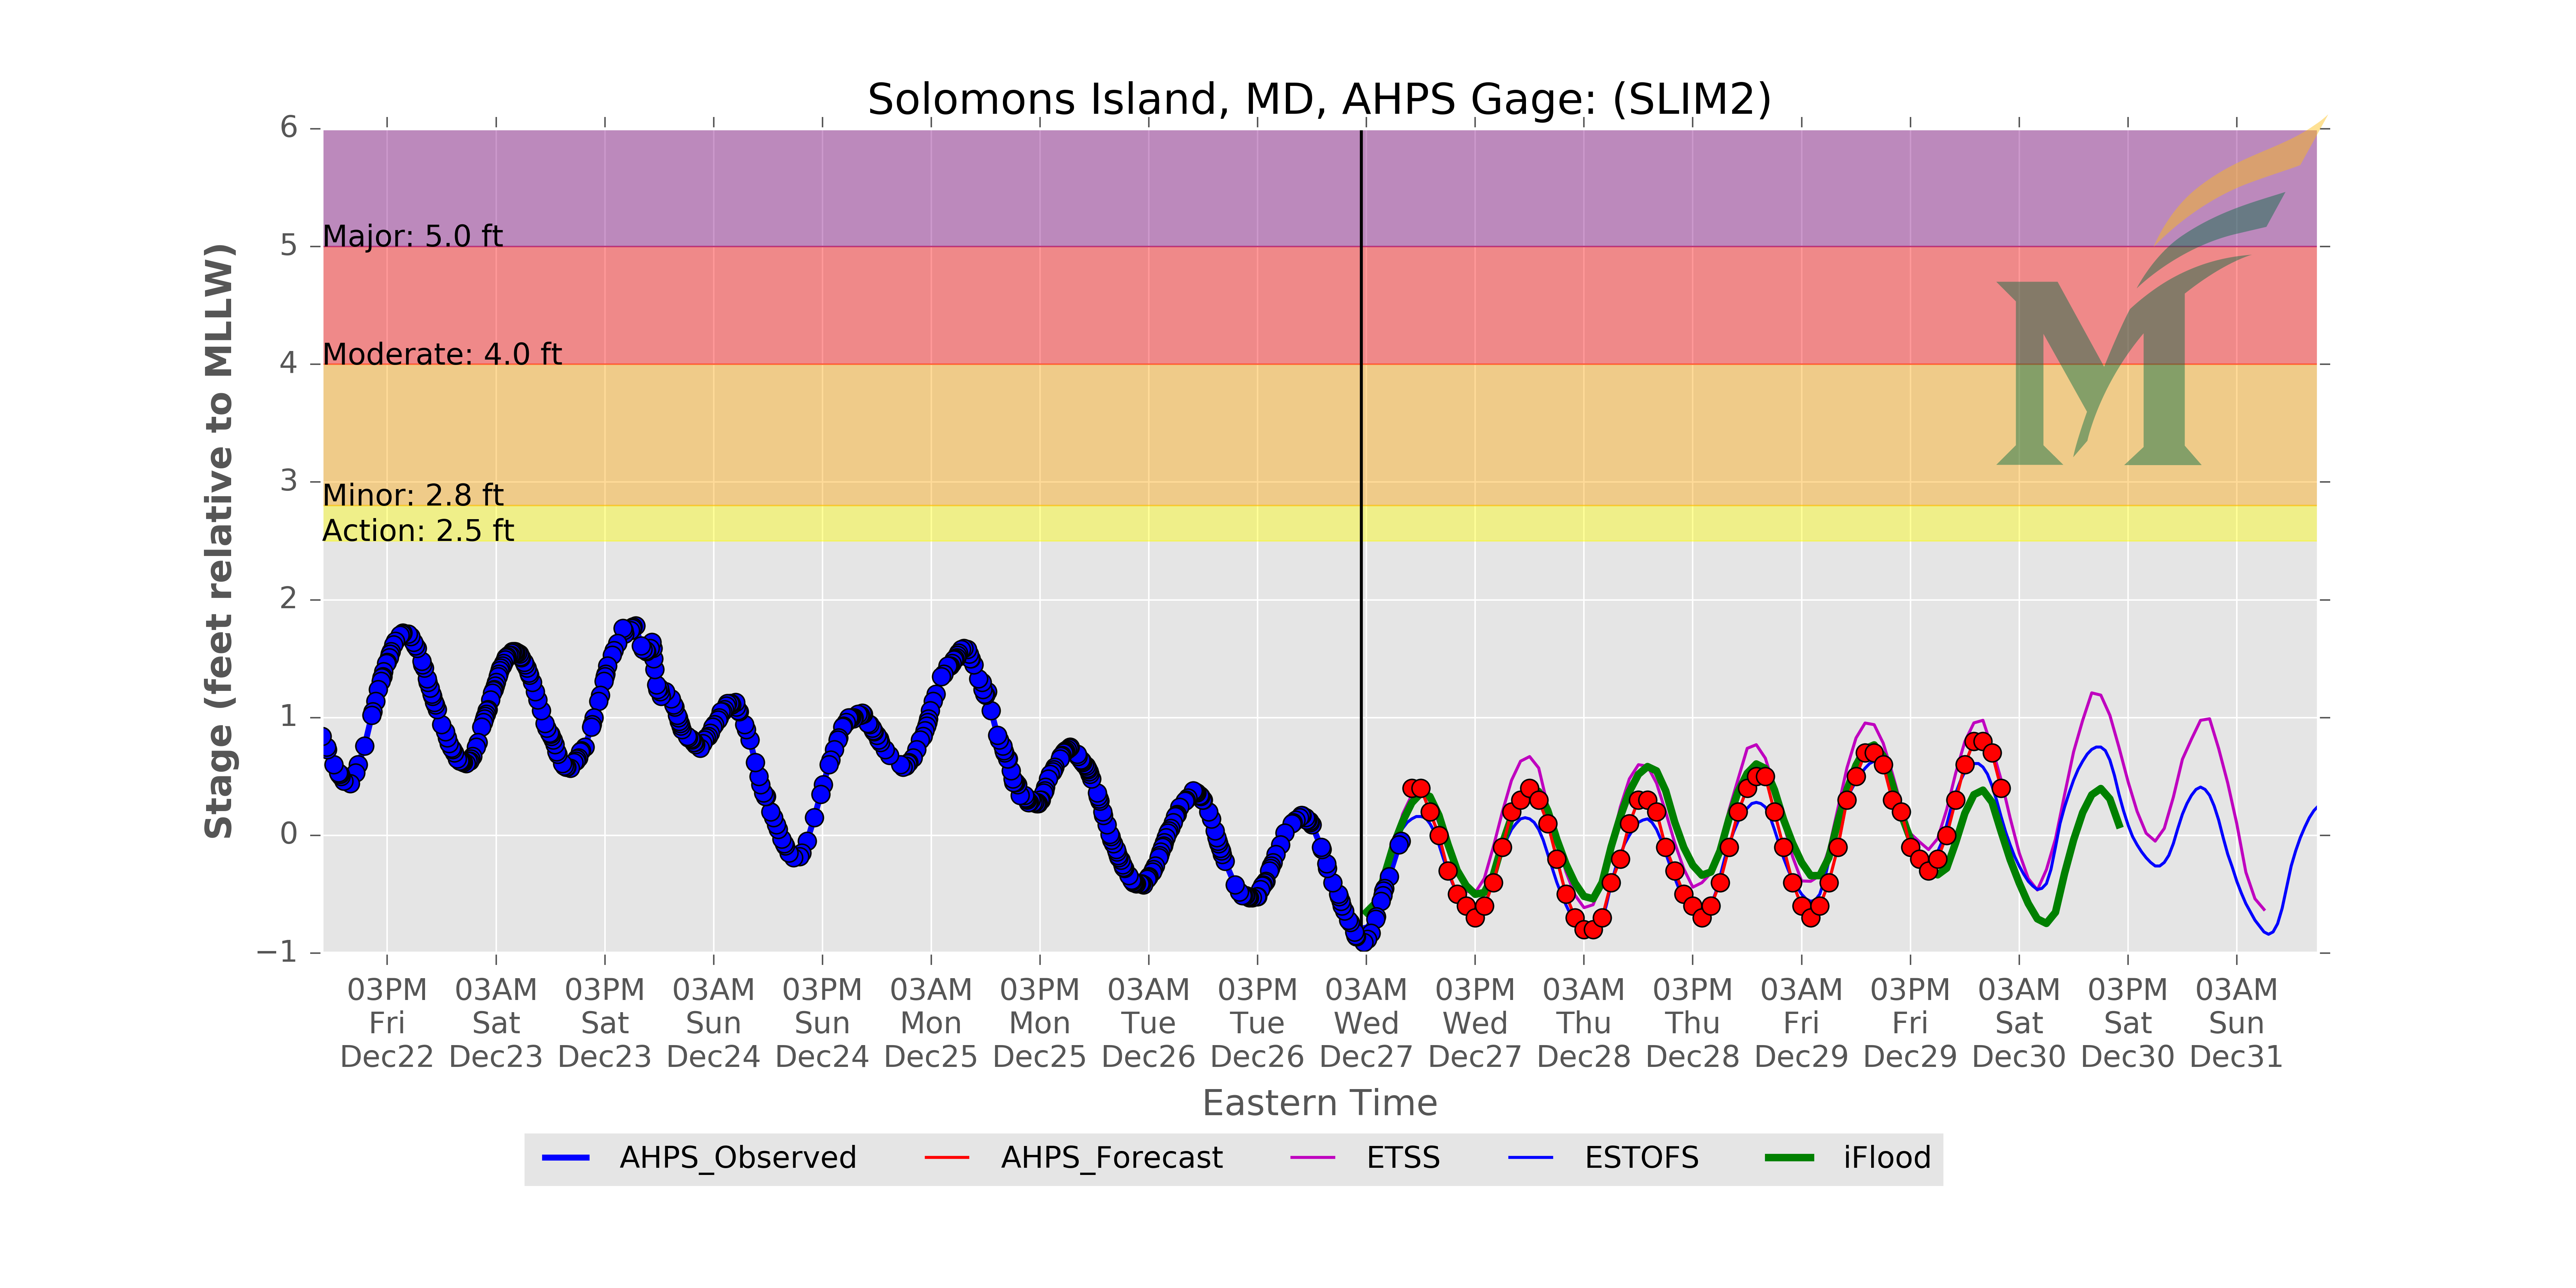 Solomons Island, MD, AHPS Gage: (SLIM2)
Stage (feet relative to MLLW)
6
5
4
3
2
1
0
−1
Major: 5.0 ft
Moderate: 4.0 ft
Minor: 2.8 ft
Action: 2.5 ft
M
03PM 03AM 03PM 03AM 03PM 03AM 03PM 03AM 03PM 03AM 03PM 03AM 03PM 03AM 03PM 03AM 03PM 03AM
Fri Sat Sat Sun Sun Mon Mon Tue Tue Wed Wed Thu Thu Fri Fri Sat Sat Sun
Dec22 Dec23 Dec23 Dec24 Dec24 Dec25 Dec25 Dec26 Dec26 Dec27 Dec27 Dec28 Dec28 Dec29 Dec29 Dec30 Dec30 Dec31
Eastern Time
AHPS_Observed AHPS_Forecast ETSS ESTOFS iFlood